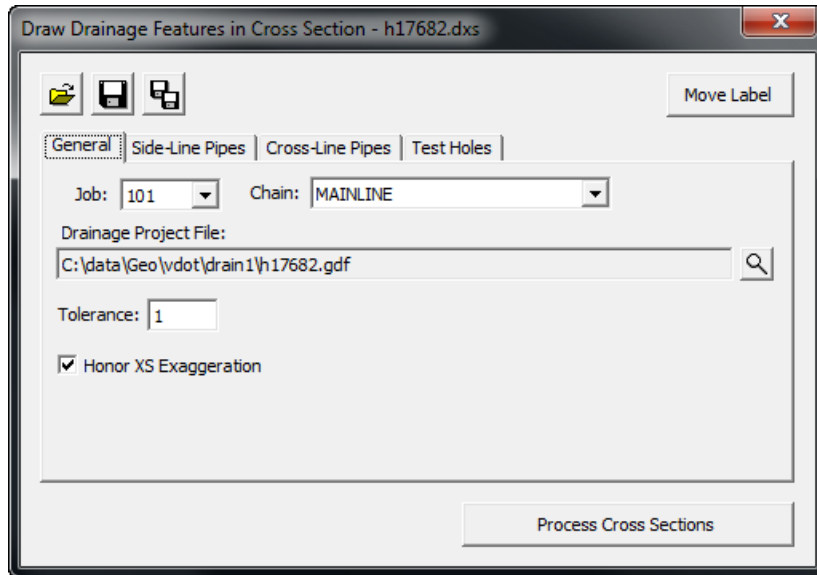 Draw Drainage Features in Cross Section - h17682.dxs
Move Label
General Side-Line Pipes Cross-Line Pipes Test Holes
Job: 101 Chain: MAINLINE
Drainage Project File:
C:\data\Geo\vdot\drain1\h17682.gdf
Tolerance: 1
Honor XS Exaggeration
Process Cross Sections